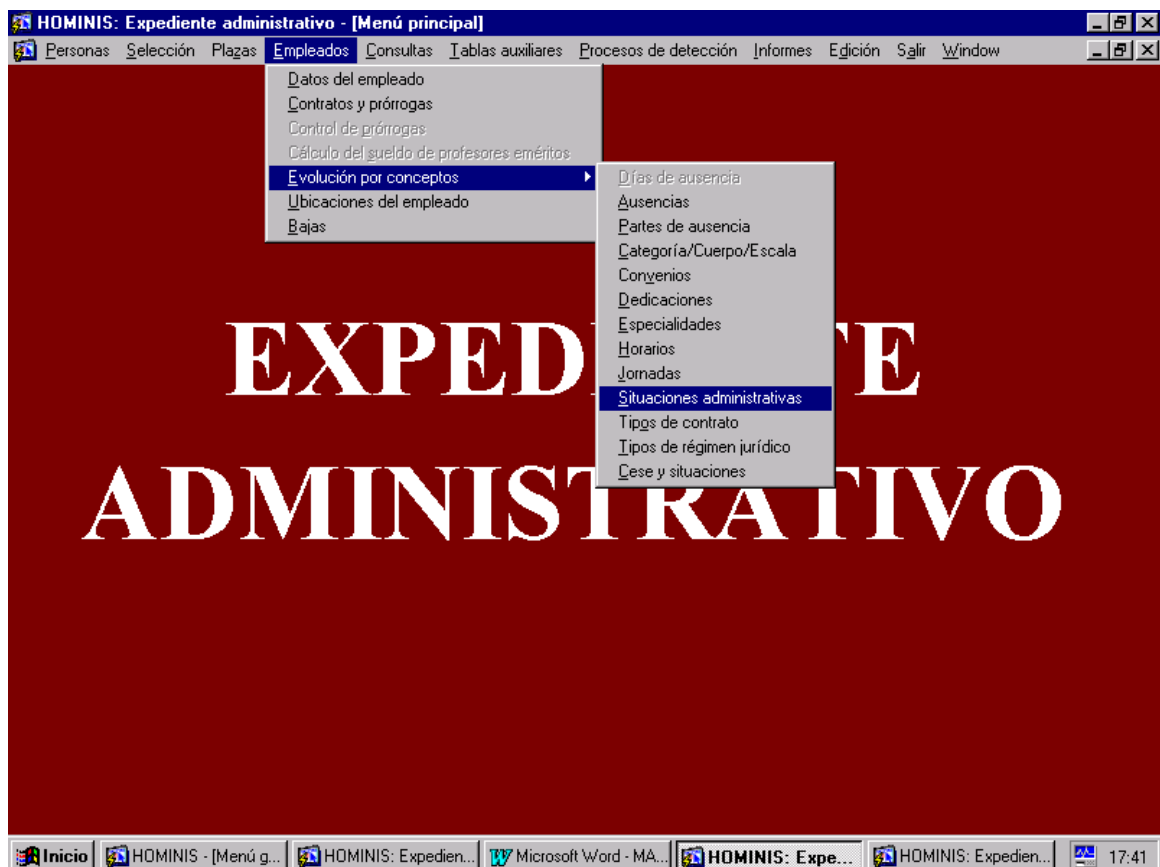 HOMINIS: Expediente administrativo - [Menú principal]
Personas Selección Plazas Empleados Consultas Tablas auxiliares Procesos de detección Informes Edición Salir Window
Datos del empleado
Contratos y prórrogas
Control de prórrogas
Cálculo del sueldo de profesores eméritos
Evolución por conceptos
Ubicaciones del empleado
Bajas
Días de ausencia
Ausencias
Partes de ausencia
Categoría/Cuerpo/Escala
Convenios
Dedicaciones
Especialidades
Horarios
Jornadas
Situaciones administrativas
Tipos de contrato
Tipos de régimen jurídico
Cese y situaciones
EXPEDIENTE
ADMINISTRATIVO
Inicio HOMINIS - [Menú g... HOMINIS: Expedien... Microsoft Word - MA... HOMINIS: Expe... HOMINIS: Expedien... 17:41